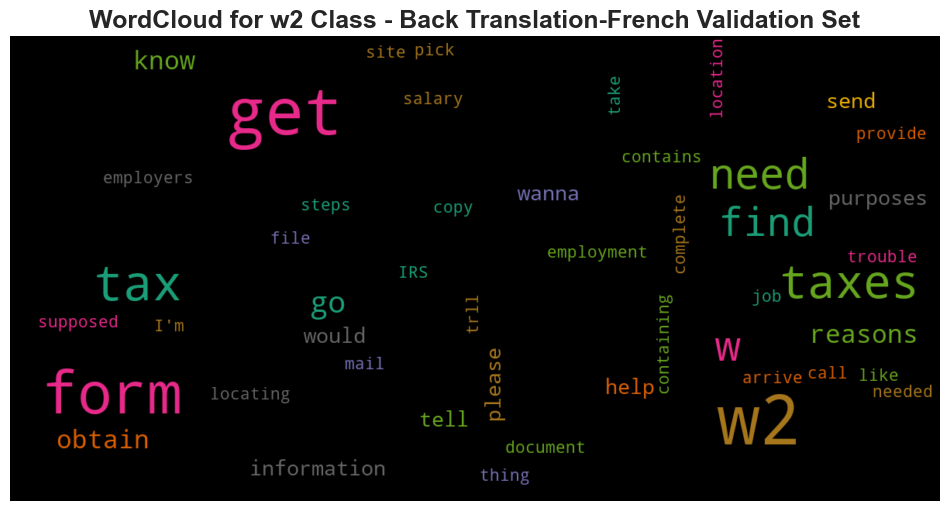 WordCloud for w2 Class - Back Translation-French Validation Set
know
site
pick
location
get
salary
take
send
provide
contains
employers
need
wanna
purposes
steps
copy
find
complete
file
employment
trouble
IRS
tax
taxes
job
go
trll
containing
supposed
I'm
would
reasons
w
mail
please
form
locating
help
arrive
call
like
needed
w2
tell
obtain
document
information
thing